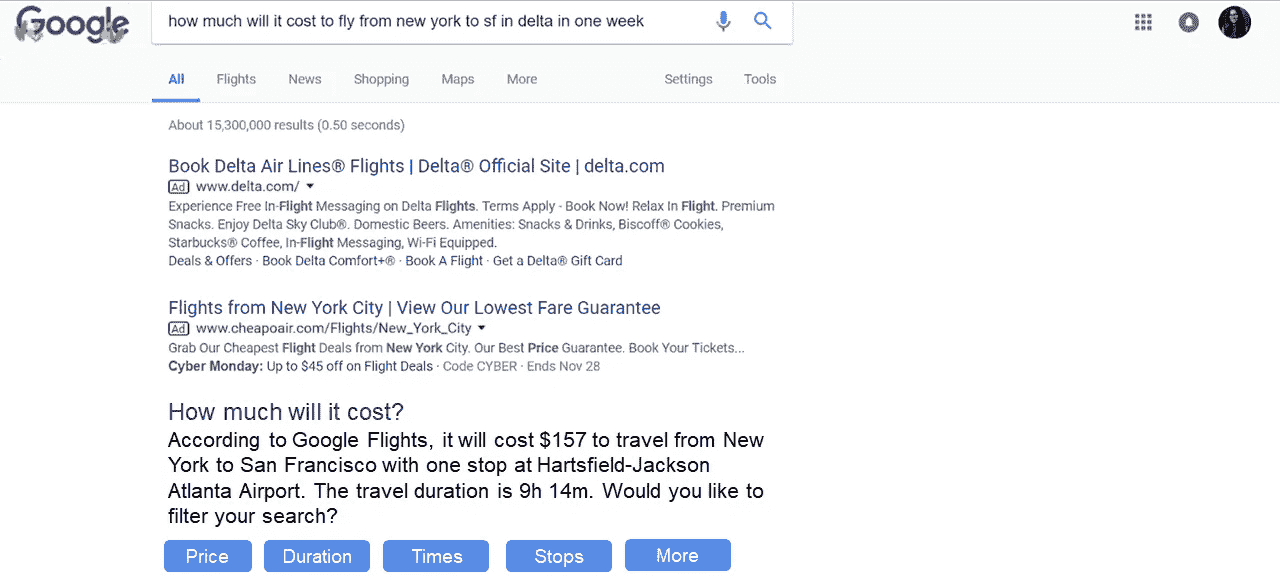 Google
how much will it cost to fly from new york to sf in delta in one week
All Flights News Shopping Maps More Settings Tools
About 15,300,000 results (0.50 seconds)
Book Delta Air Lines® Flights | Delta® Official Site | delta.com
Ad www.delta.com/
Experience Free In-Flight Messaging on Delta Flights. Terms Apply · Book Now! Relax In Flight. Premium
Snacks. Enjoy Delta Sky Club®. Domestic Beers. Amenities: Snacks & Drinks, Biscoff® Cookies,
Starbucks® Coffee, In-Flight Messaging, Wi-Fi Equipped.
Deals & Offers · Book Delta Comfort+® · Book A Flight · Get a Delta® Gift Card
Flights from New York City | View Our Lowest Fare Guarantee
Ad www.cheapoair.com/Flights/New_York_City
Grab Our Cheapest Flight Deals from New York City. Our Best Price Guarantee. Book Your Tickets...
Cyber Monday: Up to $45 off on Flight Deals · Code CYBER · Ends Nov 28
How much will it cost?
According to Google Flights, it will cost $157 to travel from New
York to San Francisco with one stop at Hartsfield-Jackson
Atlanta Airport. The travel duration is 9h 14m. Would you like to
filter your search?
Price Duration Times Stops More